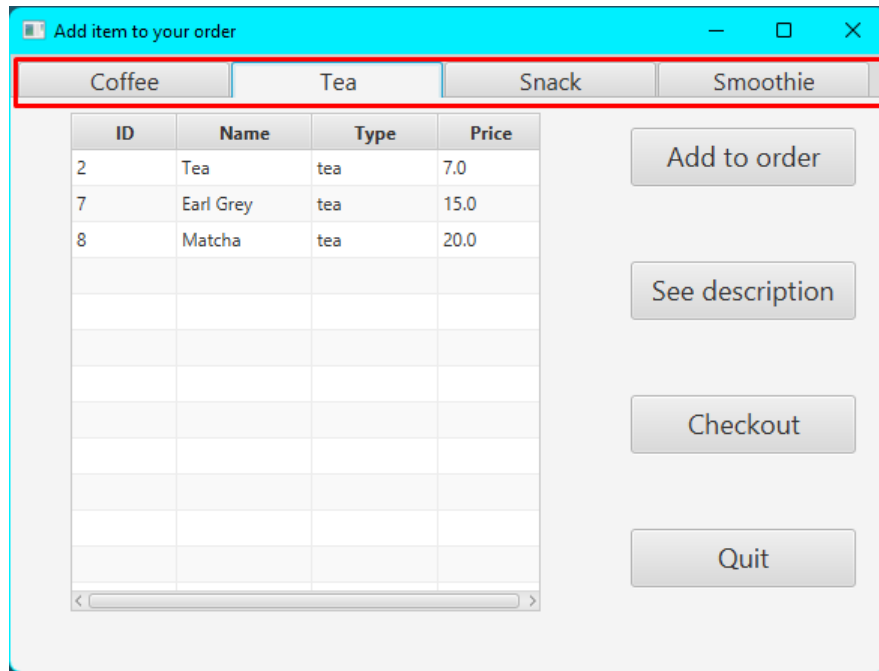 Add item to your order
Coffee Tea Snack Smoothie
ID Name Type Price
2 Tea tea 7.0
7 Earl Grey tea 15.0
8 Matcha tea 20.0
Add to order
See description
Checkout
Quit